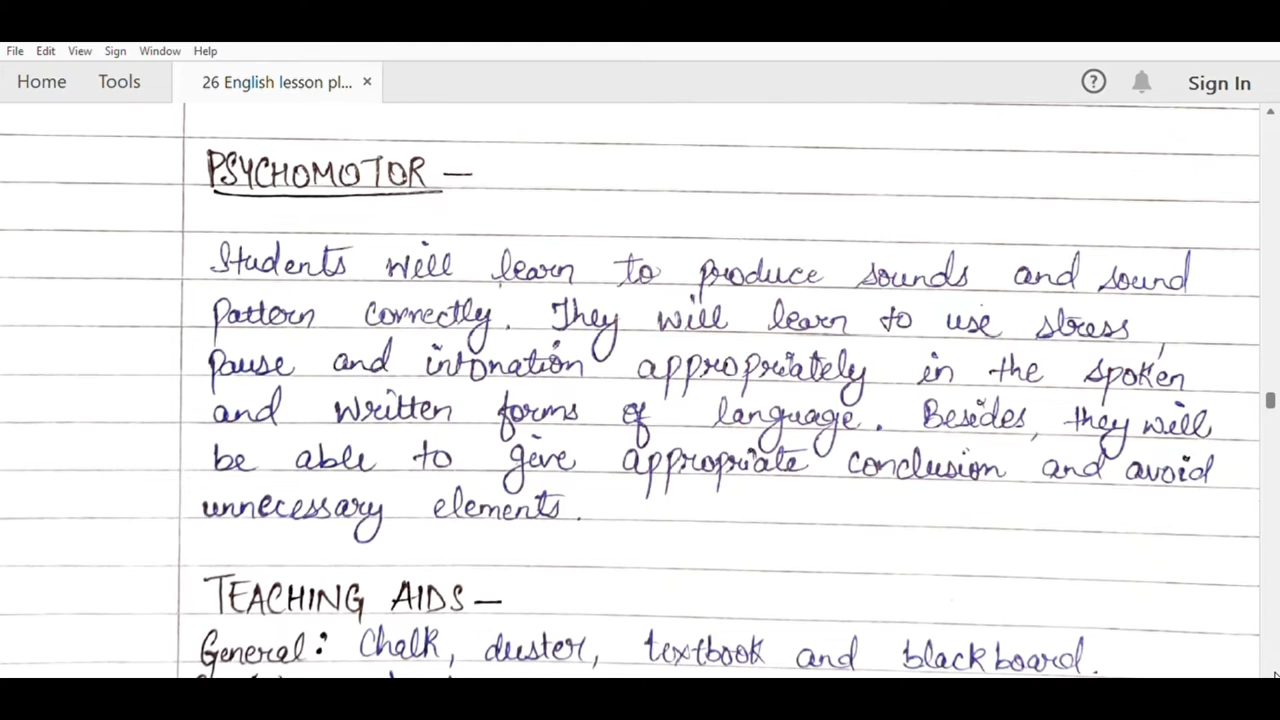 File Edit View Sign Window Help
Home Tools 26 English lesson pl... × Sign In
PSYCHOMOTOR —
Students will learn to produce sounds and sound
pattern correctly. They will learn to use stress,
pause and intonation appropriately in the spoken
and written forms of language. Besides, they will
be able to give appropriate conclusion and avoid
unnecessary elements.
TEACHING AIDS —
General: Chalk, duster, textbook and blackboard.